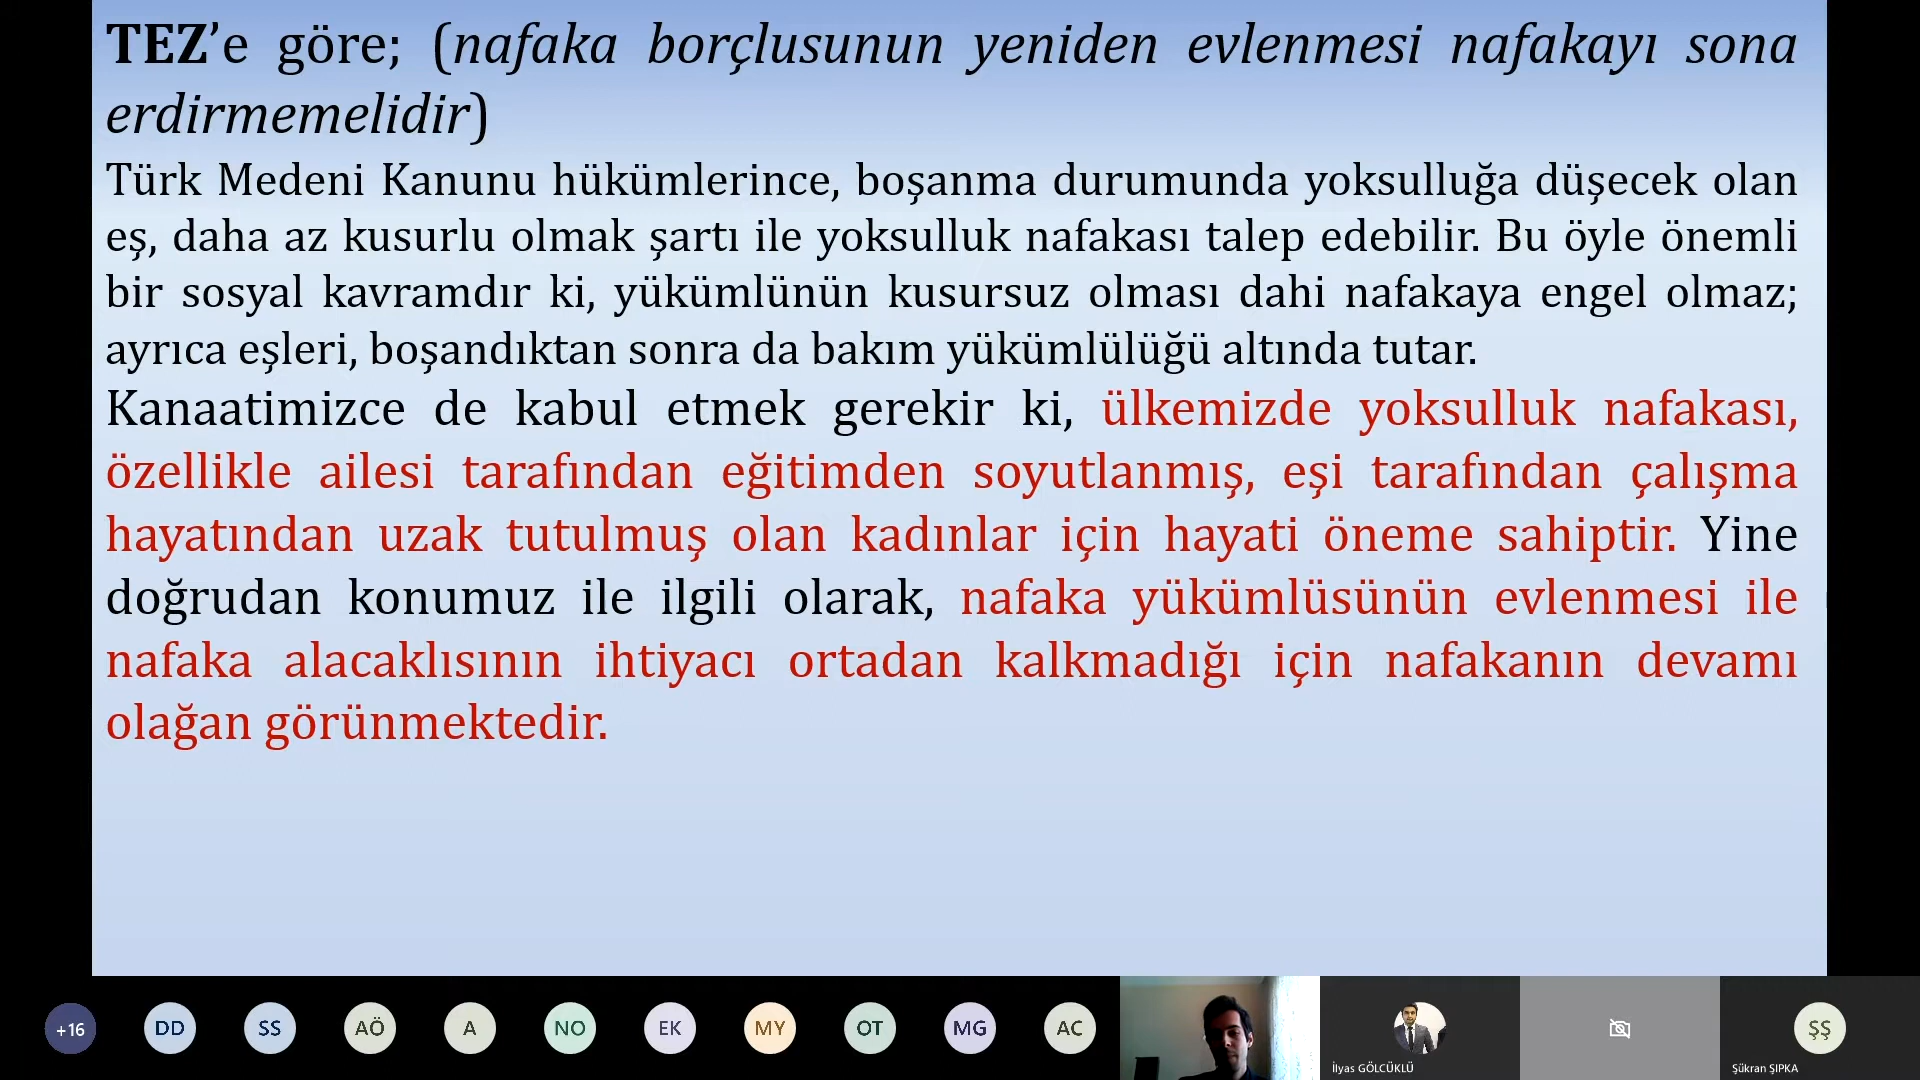 TEZ’e göre; (nafaka borçlusunun yeniden evlenmesi nafakayı sona
erdirmemelidir)
Türk Medeni Kanunu hükümlerince, boşanma durumunda yoksulluğa düşecek olan
eş, daha az kusurlu olmak şartı ile yoksulluk nafakası talep edebilir. Bu öyle önemli
bir sosyal kavramdır ki, yükümlünün kusursuz olması dahi nafakaya engel olmaz;
ayrıca eşleri, boşandıktan sonra da bakım yükümlülüğü altında tutar.
Kanaatimizce de kabul etmek gerekir ki, ülkemizde yoksulluk nafakası,
özellikle ailesi tarafından eğitimden soyutlanmış, eşi tarafından çalışma
hayatından uzak tutulmuş olan kadınlar için hayati öneme sahiptir. Yine
doğrudan konumuz ile ilgili olarak, nafaka yükümlüsünün evlenmesi ile
nafaka alacaklısının ihtiyacı ortadan kalkmadığı için nafakanın devamı
olağan görünmektedir.
+16 DD SS AÖ A NO EK MY OT MG AC ŞŞ
İlyas GÖLCÜKLÜ Şükran ŞIPKA